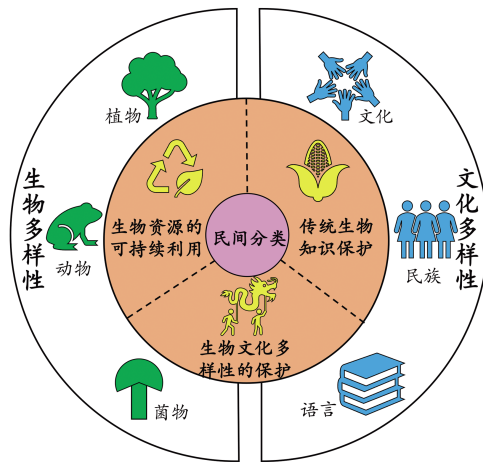 植物
文化
生物多样性
文化多样性
生物资源的
可持续利用
民间分类
传统生物
知识保护
动物
民族
生物文化多
样性的保护
菌物
语言